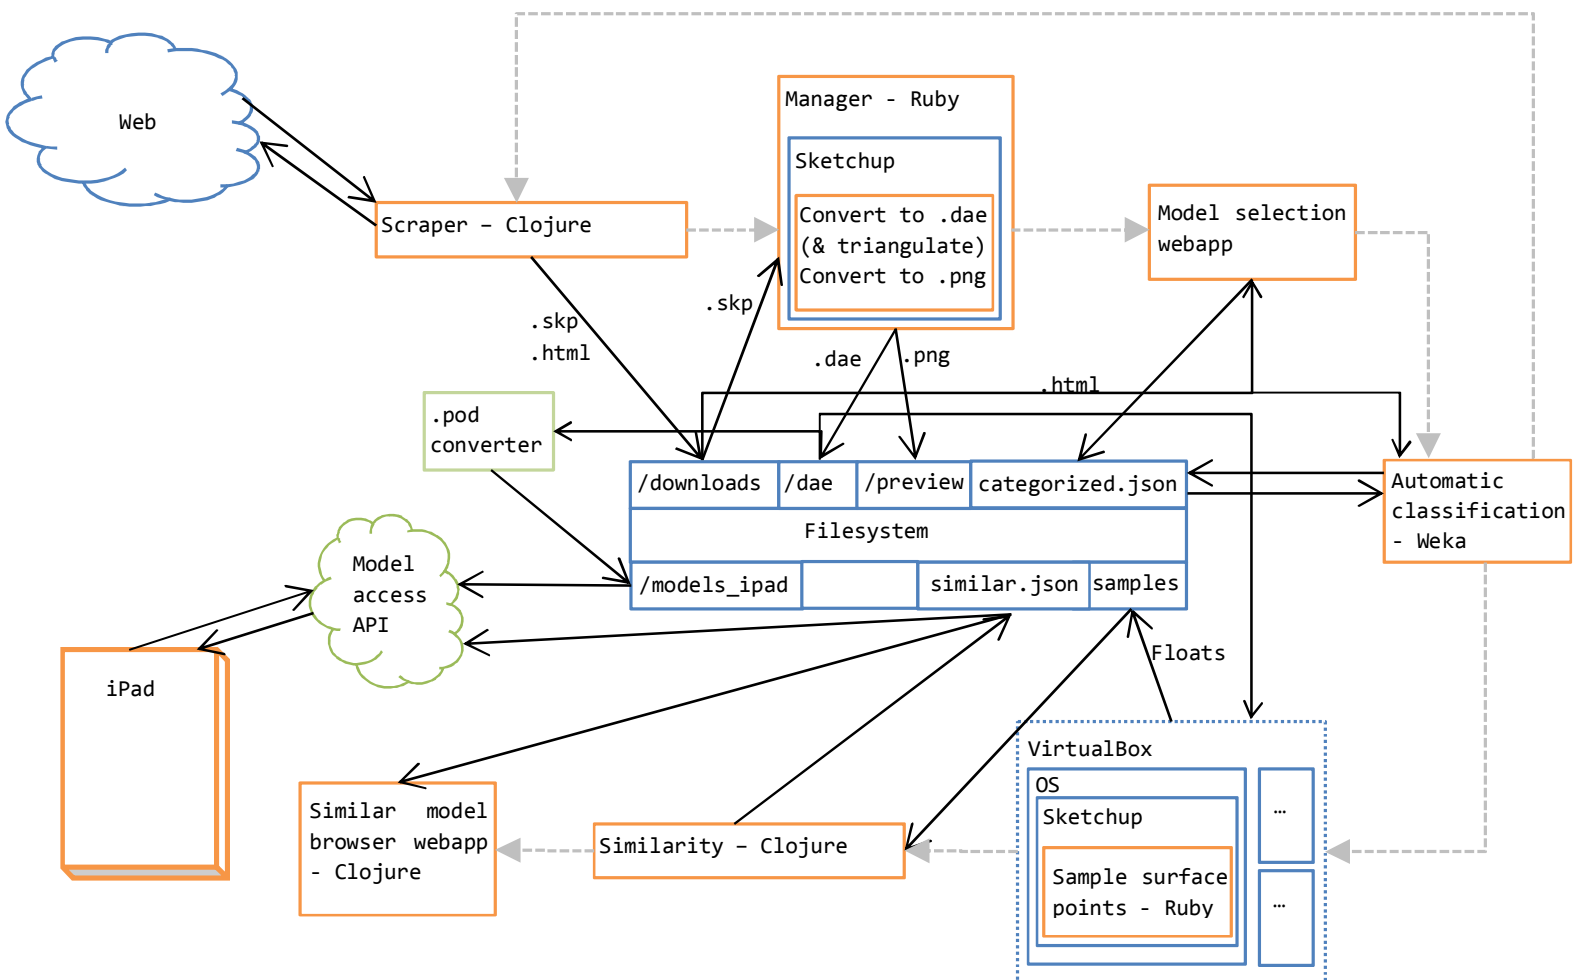 Web
Manager - Ruby
Sketchup
Convert to .dae
(& triangulate)
Convert to .png
Scraper – Clojure
Model selection
webapp
.skp
.skp
.html
.dae
.png
.html
.pod
converter
/downloads
/dae
/preview
categorized.json
Filesystem
/models_ipad
similar.json
samples
Automatic
classification
- Weka
Model
access
API
iPad
Floats
VirtualBox
OS
Sketchup
Sample surface
points - Ruby
…
…
Similar model
browser webapp
- Clojure
Similarity – Clojure